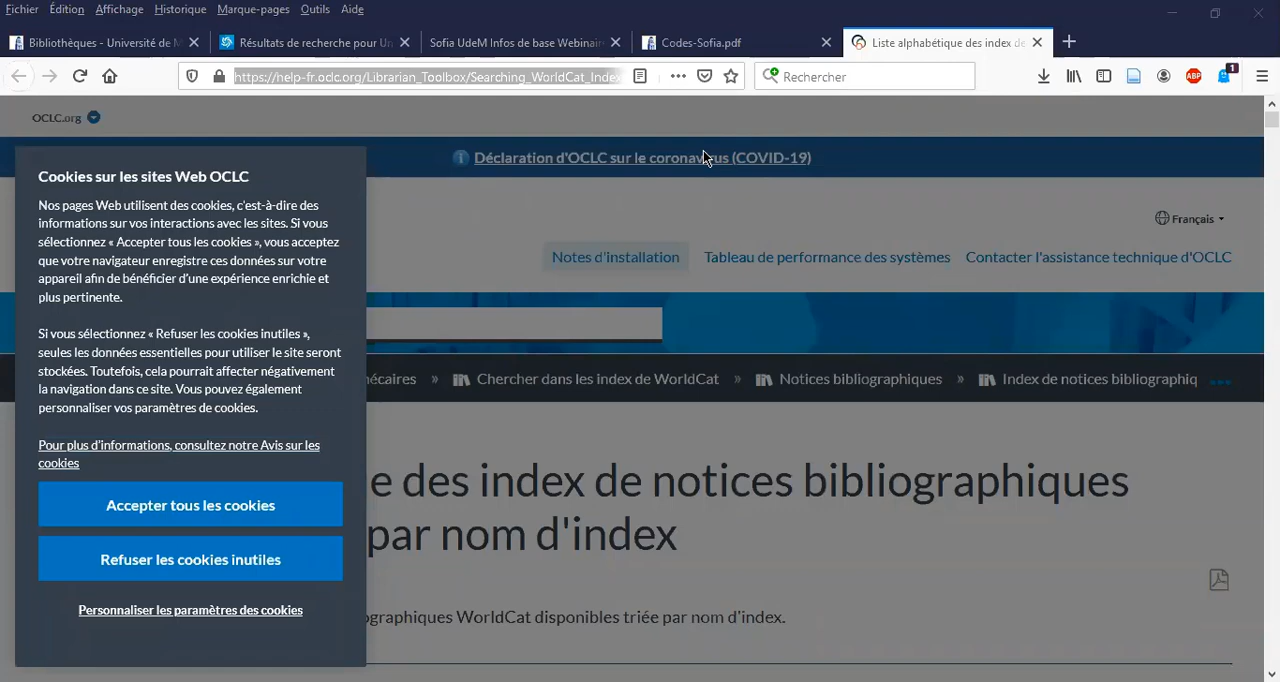 Fichier Édition Affichage Historique Marque-pages Outils Aide
Bibliothèques - Université de M
Résultats de recherche pour Un
Sofia UdeM Infos de base Webinair
Codes-Sofia.pdf
Liste alphabétique des index de
https://help-fr.oclc.org/Librarian_Toolbox/Searching_WorldCat_Index
Rechercher
ABP
1
OCLC.org
Déclaration d'OCLC sur le coronavirus (COVID-19)
Français
Notes d'installation Tableau de performance des systèmes Contacter l'assistance technique d'OCLC
Cookies sur les sites Web OCLC
Nos pages Web utilisent des cookies, c'est-à-dire des
informations sur vos interactions avec les sites. Si vous
sélectionnez « Accepter tous les cookies », vous acceptez
que votre navigateur enregistre ces données sur votre
appareil afin de bénéficier d'une expérience enrichie et
plus pertinente.
Si vous sélectionnez « Refuser les cookies inutiles »,
seules les données essentielles pour utiliser le site seront
stockées. Toutefois, cela pourrait affecter négativement
la navigation dans ce site. Vous pouvez également
personnaliser vos paramètres de cookies.
Pour plus d'informations, consultez notre Avis sur les
cookies
Accepter tous les cookies
Refuser les cookies inutiles
Personnaliser les paramètres des cookies
écaires » Chercher dans les index de WorldCat » Notices bibliographiques » Index de notices bibliographiq
e des index de notices bibliographiques
par nom d'index
ographiques WorldCat disponibles triée par nom d'index.